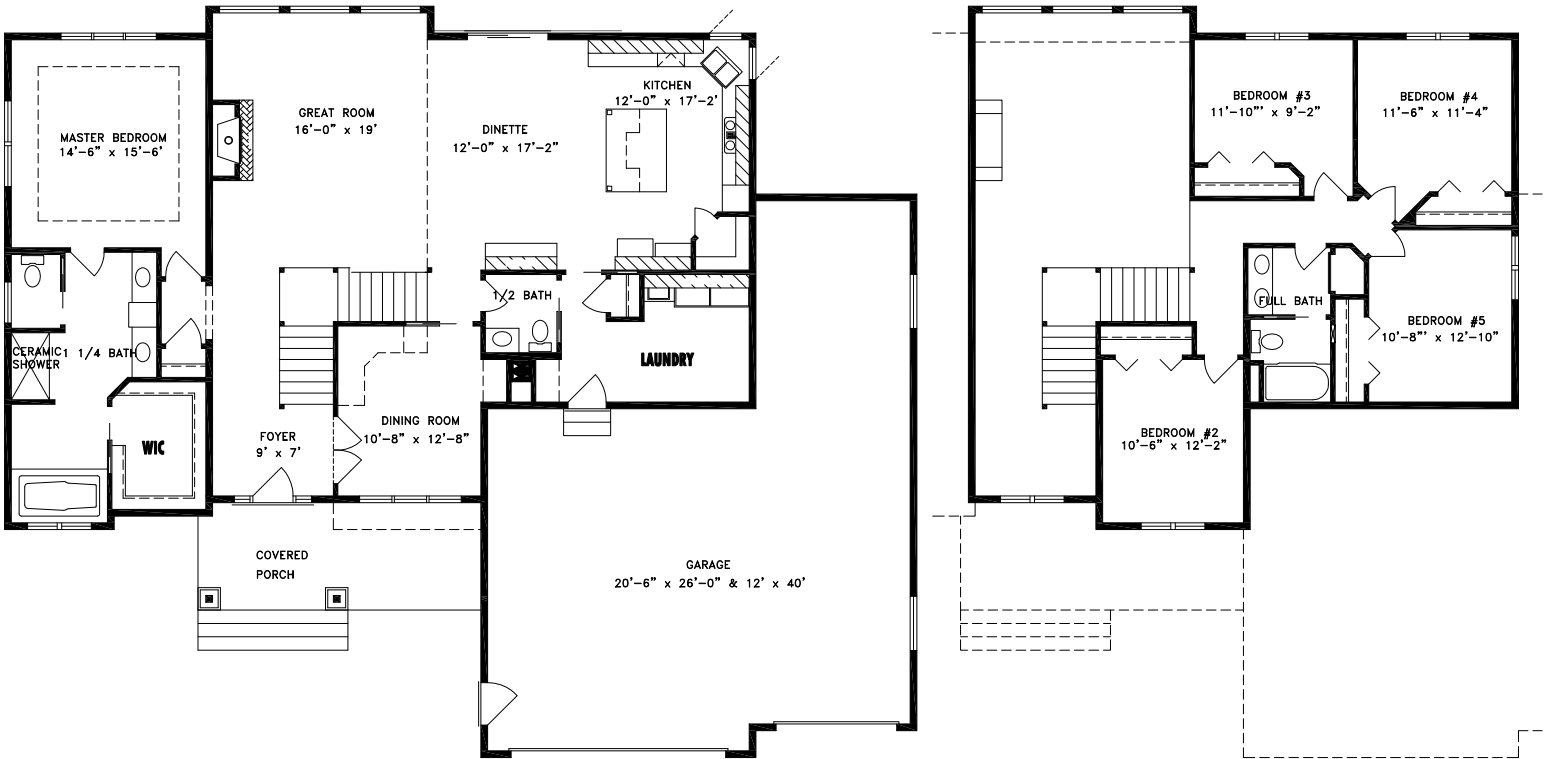 MASTER BEDROOM
14'-6" x 15'-6'
GREAT ROOM
16'-0" x 19'
DINETTE
12'-0" x 17'-2"
KITCHEN
12'-0" x 17'-2'
1/2 BATH
LAUNDRY
CERAMIC
SHOWER
1 1/4 BATH
WIC
FOYER
9' x 7'
DINING ROOM
10'-8" x 12'-8"
COVERED
PORCH
GARAGE
20'-6" x 26'-0" & 12' x 40'
BEDROOM #3
11'-10"' x 9'-2"
BEDROOM #4
11'-6" x 11'-4"
FULL BATH
BEDROOM #5
10'-8"' x 12'-10"
BEDROOM #2
10'-6" x 12'-2"